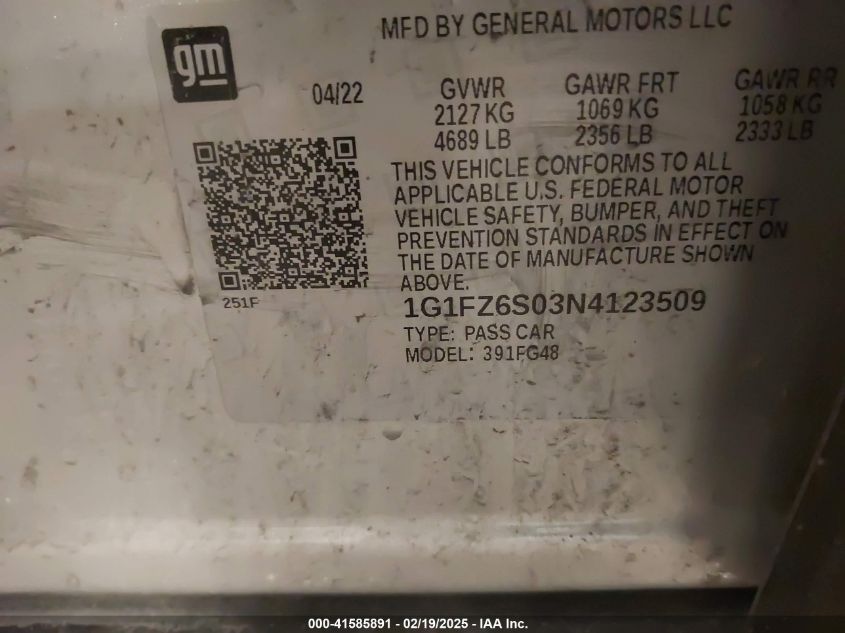 MFD BY GENERAL MOTORS LLC
gm
04/22
GVWR GAWR FRT GAWR RR
2127 KG 1069 KG 1058 KG
4689 LB 2356 LB 2333 LB
THIS VEHICLE CONFORMS TO ALL
APPLICABLE U.S. FEDERAL MOTOR
VEHICLE SAFETY, BUMPER, AND THEFT
PREVENTION STANDARDS IN EFFECT ON
THE DATE OF MANUFACTURE SHOWN
ABOVE.
251F
1G1FZ6S03N4123509
TYPE: PASS CAR
MODEL: 391FG48
000-41585891 - 02/19/2025 - IAA Inc.